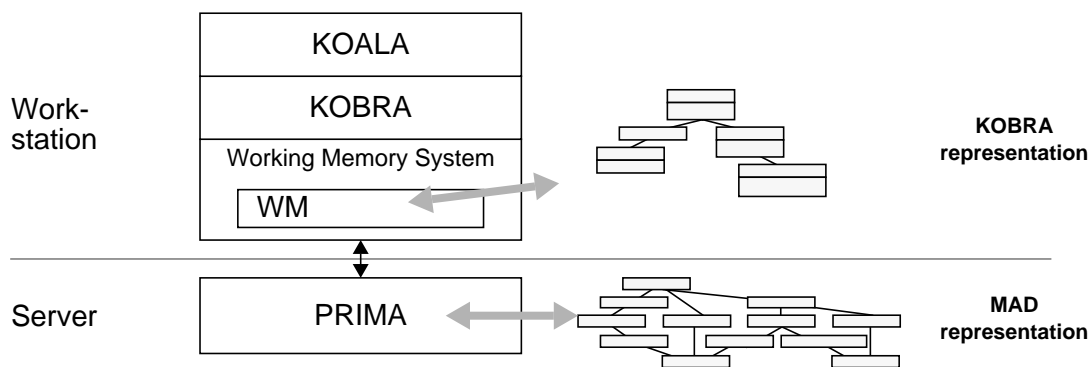 KOALA
Work-
station
KOBRA
Working Memory System
WM
KOBRA
representation
Server
PRIMA
MAD
representation